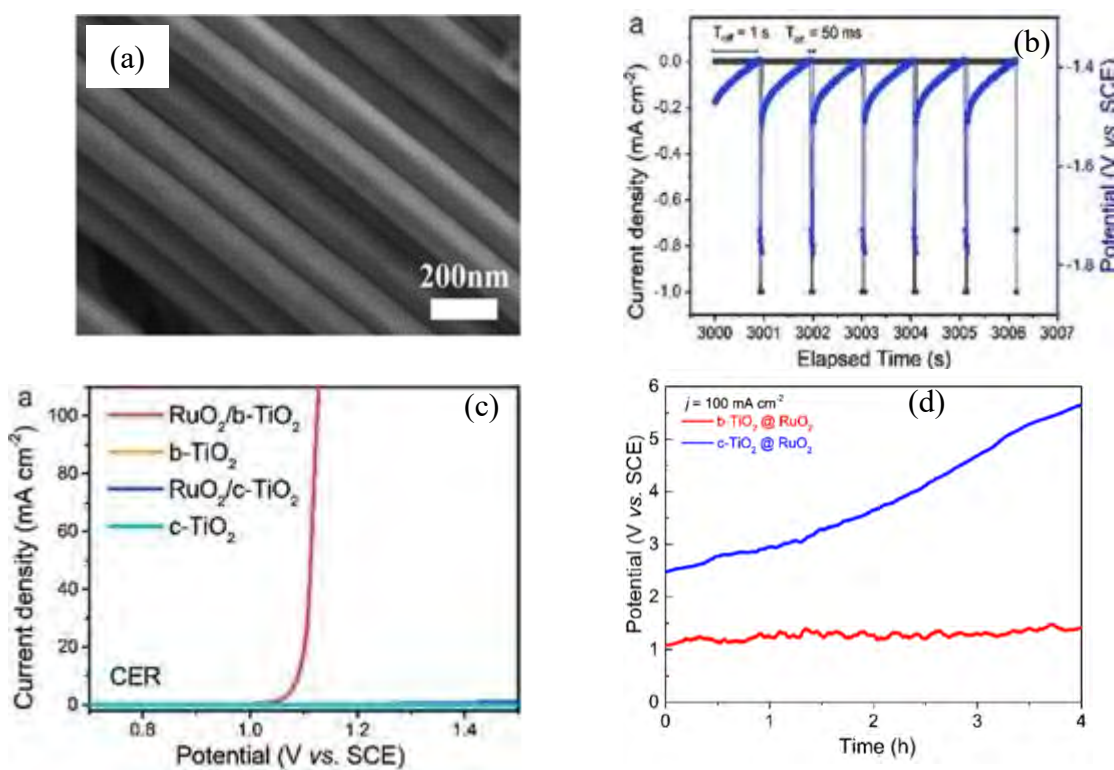 (a)
200nm
a
T_off = 1 s T_on = 50 ms
(b)
Current density (mA cm⁻²)
0.0
-0.2
-0.4
-0.6
-0.8
-1.0
-1.4
-1.6
-1.8
Potential (V vs. SCE)
3000 3001 3002 3003 3004 3005 3006 3007
Elapsed Time (s)
a
(c)
RuO₂/b-TiO₂
b-TiO₂
RuO₂/c-TiO₂
c-TiO₂
CER
Current density (mA cm⁻²)
100
80
60
40
20
0
0.8 1.0 1.2 1.4
Potential (V vs. SCE)
(d)
j = 100 mA cm⁻²
b-TiO₂ @ RuO₂
c-TiO₂ @ RuO₂
Potential (V vs. SCE)
6
5
4
3
2
1
0
0 1 2 3 4
Time (h)